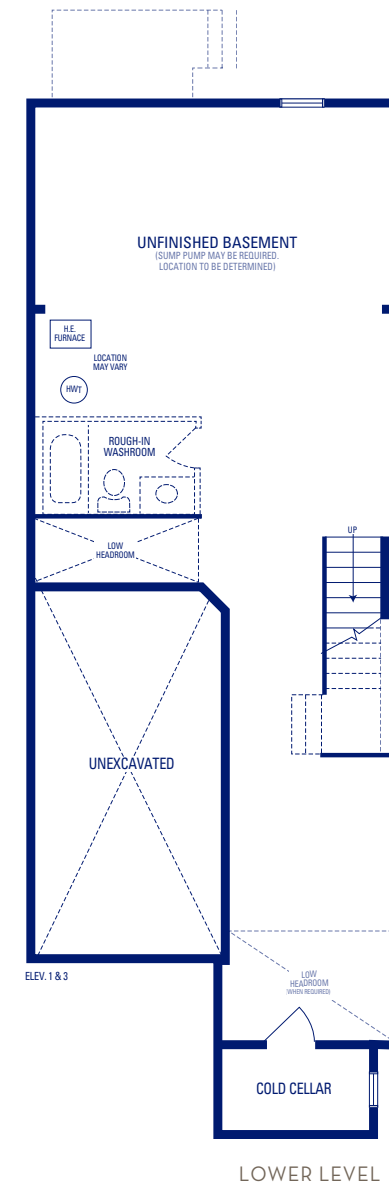 UNFINISHED BASEMENT
(SUMP PUMP MAY BE REQUIRED.
LOCATION TO BE DETERMINED)
H.E.
FURNACE
LOCATION
MAY VARY
HWT
ROUGH-IN
WASHROOM
LOW
HEADROOM
UP
UNEXCAVATED
ELEV. 1 & 3
LOW
HEADROOM
(WHEN REQUIRED)
COLD CELLAR
LOWER LEVEL